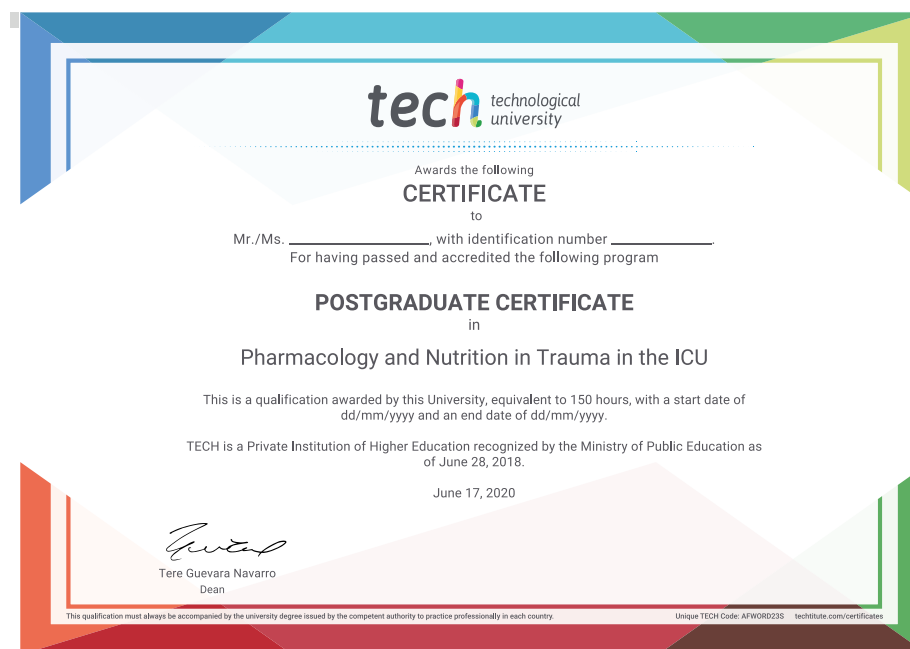 tech technological
university
Awards the following
CERTIFICATE
to
Mr./Ms. ____________, with identification number ____________.
For having passed and accredited the following program
POSTGRADUATE CERTIFICATE
in
Pharmacology and Nutrition in Trauma in the ICU
This is a qualification awarded by this University, equivalent to 150 hours, with a start date of
dd/mm/yyyy and an end date of dd/mm/yyyy.
TECH is a Private Institution of Higher Education recognized by the Ministry of Public Education as
of June 28, 2018.
June 17, 2020
Tere Guevara Navarro
Dean
This qualification must always be accompanied by the university degree issued by the competent authority to practice professionally in each country. Unique TECH Code: AFWORD23S techtitute.com/certificates